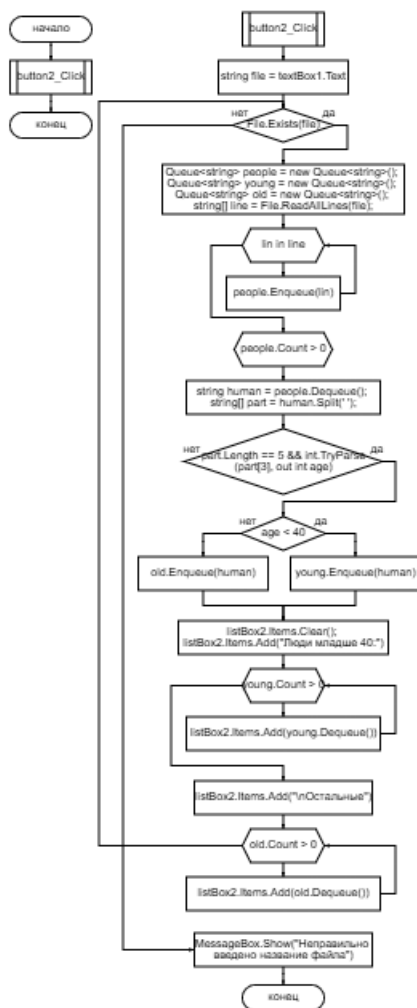 начало
button2_Click
конец
button2_Click
string file = textBox1.Text
нет
да
File.Exists(file)
Queue<string> people = new Queue<string>();
Queue<string> young = new Queue<string>();
Queue<string> old = new Queue<string>();
string[] line = File.ReadAllLines(file);
lin in line
people.Enqueue(lin)
people.Count > 0
string human = people.Dequeue();
string[] part = human.Split(' ');
нет
да
part.Length == 5 && int.TryParse
(part[3], out int age)
нет
да
age < 40
old.Enqueue(human)
young.Enqueue(human)
listBox2.Items.Clear();
listBox2.Items.Add("Люди младше 40:")
young.Count > 0
listBox2.Items.Add(young.Dequeue())
listBox2.Items.Add("\nОстальные")
old.Count > 0
listBox2.Items.Add(old.Dequeue())
MessageBox.Show("Неправильно
введено название файла")
конец